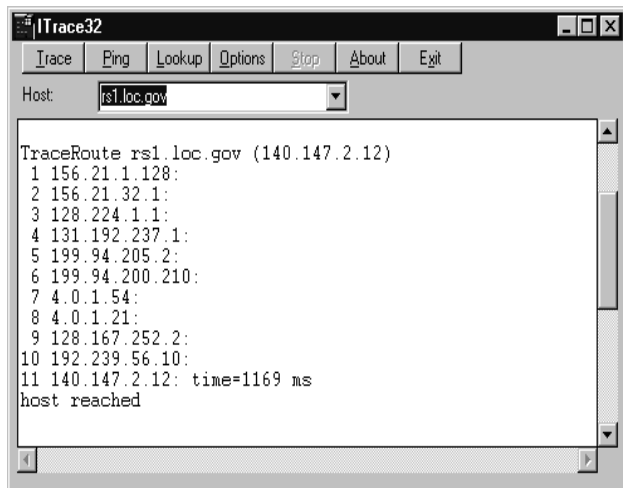 ITrace32
Trace Ping Lookup Options Stop About Exit
Host: rs1.loc.gov
TraceRoute rs1.loc.gov (140.147.2.12)
1 156.21.1.128:
2 156.21.32.1:
3 128.224.1.1:
4 131.192.237.1:
5 199.94.205.2:
6 199.94.200.210:
7 4.0.1.54:
8 4.0.1.21:
9 128.167.252.2:
10 192.239.56.10:
11 140.147.2.12: time=1169 ms
host reached